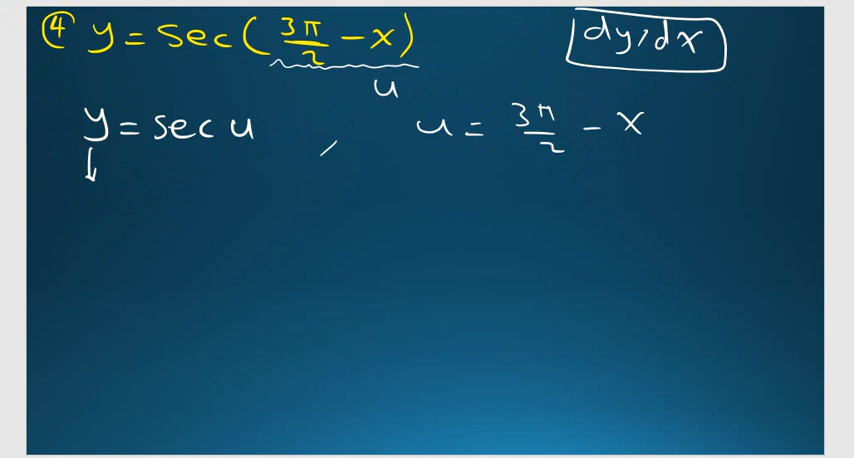 ④ y = sec(3π/2 - x) dy/dx
u
y = sec u , u = 3π/2 - x